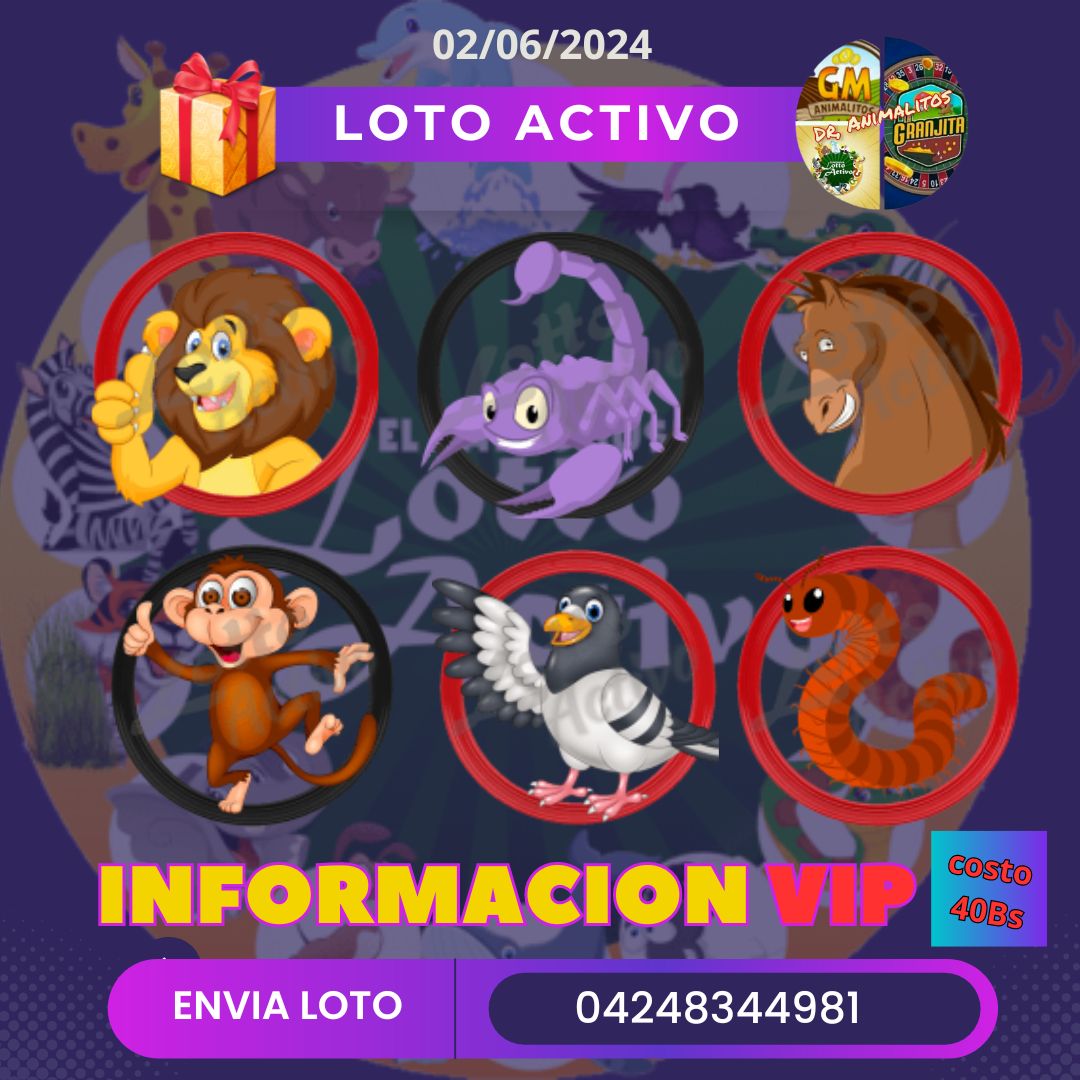 02/06/2024
LOTO ACTIVO
GM
ANIMALITOS
DR. ANIMALITOS
GRANJITA
Lotto
Activo
EL
Lotto
Activo
INFORMACION VIP
costo
40Bs
ENVIA LOTO
04248344981